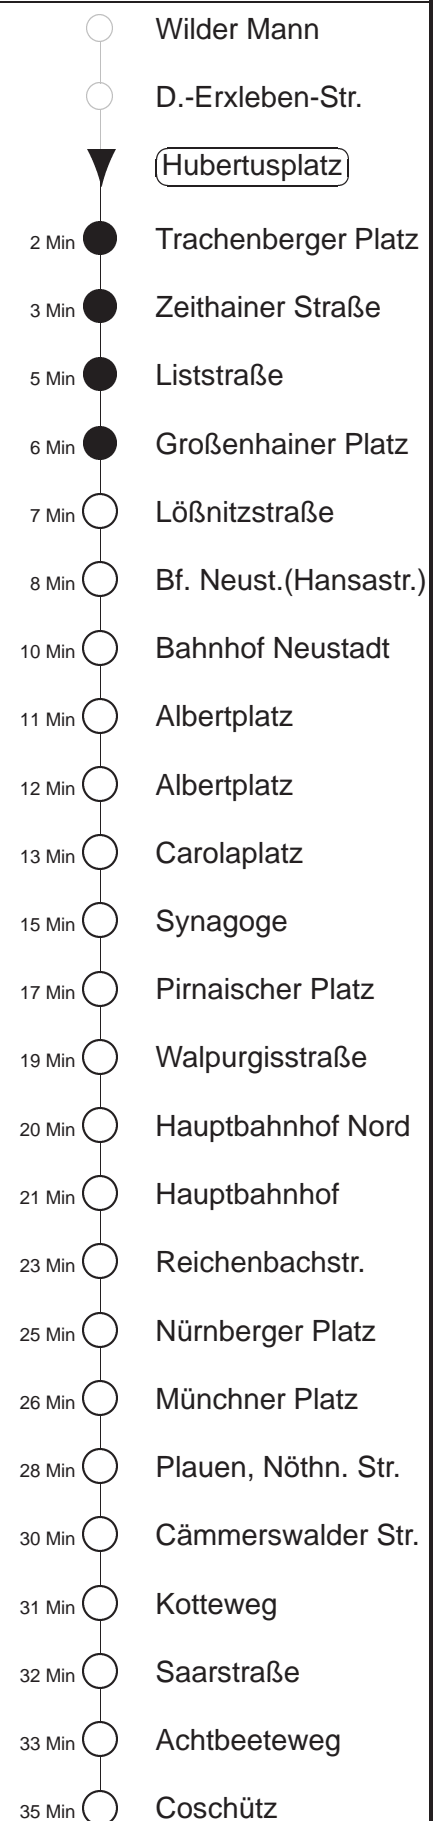 Wilder Mann
D.-Erxleben-Str.
Hubertusplatz
2 Min Trachenberger Platz
3 Min Zeithainer Straße
5 Min Liststraße
6 Min Großenhainer Platz
7 Min Lößnitzstraße
8 Min Bf. Neust.(Hansastr.)
10 Min Bahnhof Neustadt
11 Min Albertplatz
12 Min Albertplatz
13 Min Carolaplatz
15 Min Synagoge
17 Min Pirnaischer Platz
19 Min Walpurgisstraße
20 Min Hauptbahnhof Nord
21 Min Hauptbahnhof
23 Min Reichenbachstr.
25 Min Nürnberger Platz
26 Min Münchner Platz
28 Min Plauen, Nöthn. Str.
30 Min Cämmerswalder Str.
31 Min Kotteweg
32 Min Saarstraße
33 Min Achtbeeteweg
35 Min Coschütz